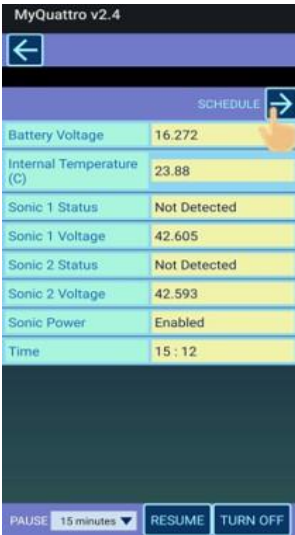 MyQuattro v2.4
SCHEDULE
Battery Voltage 16.272
Internal Temperature
(C) 23.88
Sonic 1 Status Not Detected
Sonic 1 Voltage 42.605
Sonic 2 Status Not Detected
Sonic 2 Voltage 42.593
Sonic Power Enabled
Time 15 : 12
PAUSE 15 minutes RESUME TURN OFF